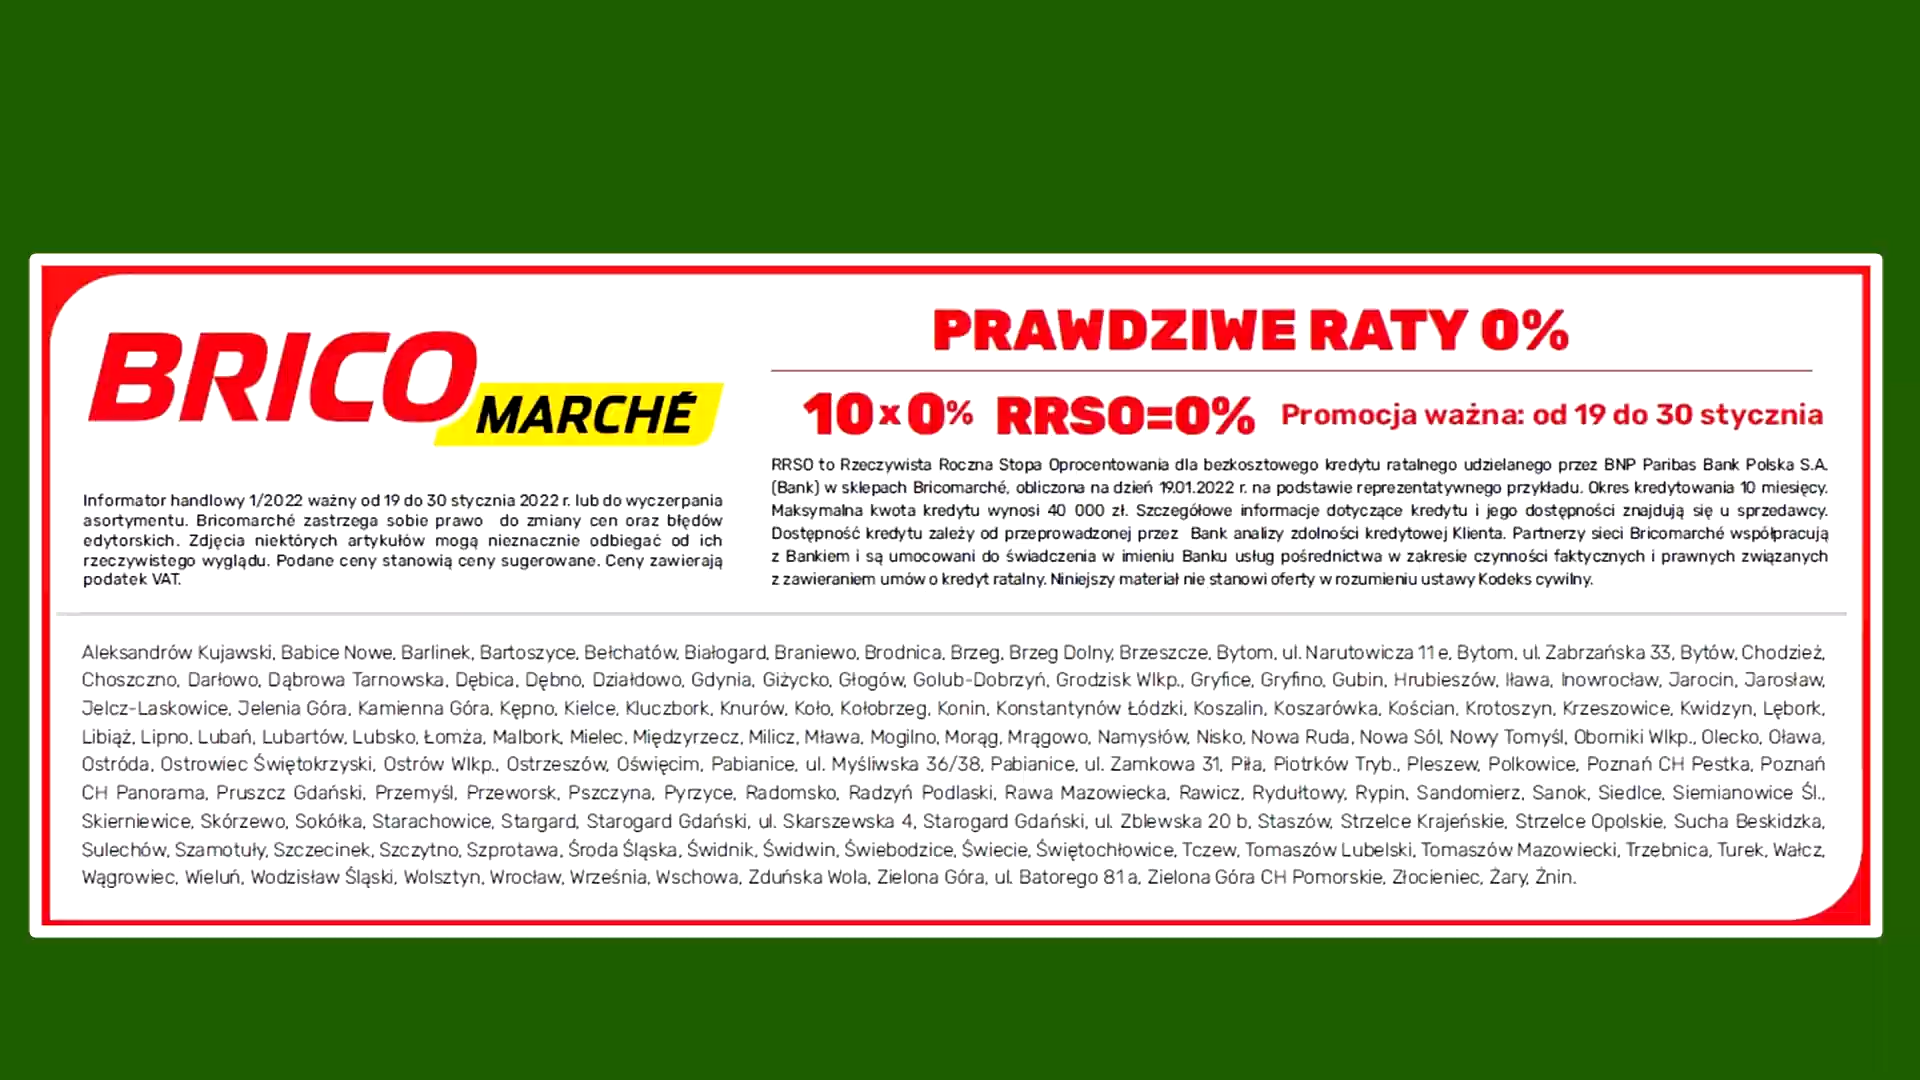 BRICO
MARCHÉ
Informator handlowy 1/2022 ważny od 19 do 30 stycznia 2022 r. lub do wyczerpania
asortymentu. Bricomarché zastrzega sobie prawo do zmiany cen oraz błędów
edytorskich. Zdjęcia niektórych artykułów mogą nieznacznie odbiegać od ich
rzeczywistego wyglądu. Podane ceny stanowią ceny sugerowane. Ceny zawierają
podatek VAT.
PRAWDZIWE RATY 0%
10 x 0% RRSO=0% Promocja ważna: od 19 do 30 stycznia
RRSO to Rzeczywista Roczna Stopa Oprocentowania dla bezkosztowego kredytu ratalnego udzielanego przez BNP Paribas Bank Polska S.A.
(Bank) w sklepach Bricomarché, obliczona na dzień 19.01.2022 r. na podstawie reprezentatywnego przykładu. Okres kredytowania 10 miesięcy.
Maksymalna kwota kredytu wynosi 40 000 zł. Szczegółowe informacje dotyczące kredytu i jego dostępności znajdują się u sprzedawcy.
Dostępność kredytu zależy od przeprowadzonej przez Bank analizy zdolności kredytowej Klienta. Partnerzy sieci Bricomarché współpracują
z Bankiem i są umocowani do świadczenia w imieniu Banku usług pośrednictwa w zakresie czynności faktycznych i prawnych związanych
z zawieraniem umów o kredyt ratalny. Niniejszy materiał nie stanowi oferty w rozumieniu ustawy Kodeks cywilny.
Aleksandrów Kujawski, Babice Nowe, Barlinek, Bartoszyce, Bełchatów, Białogard, Braniewo, Brodnica, Brzeg, Brzeg Dolny, Brzeszcze, Bytom, ul. Narutowicza 11 e, Bytom, ul. Zabrzańska 33, Bytów, Chodzież,
Choszczno, Darłowo, Dąbrowa Tarnowska, Dębica, Dębno, Działdowo, Gdynia, Giżycko, Głogów, Golub-Dobrzyń, Grodzisk Wlkp., Gryfice, Gryfino, Gubin, Hrubieszów, Iława, Inowrocław, Jarocin, Jarosław,
Jelcz-Laskowice, Jelenia Góra, Kamienna Góra, Kępno, Kielce, Kluczbork, Knurów, Koło, Kołobrzeg, Konin, Konstantynów Łódzki, Koszalin, Koszarówka, Kościan, Krotoszyn, Krzeszowice, Kwidzyn, Lębork,
Libiąż, Lipno, Lubań, Lubartów, Lubsko, Łomża, Malbork, Mielec, Międzyrzecz, Milicz, Mława, Mogilno, Morąg, Mrągowo, Namysłów, Nisko, Nowa Ruda, Nowa Sól, Nowy Tomyśl, Oborniki Wlkp., Olecko, Oława,
Ostróda, Ostrowiec Świętokrzyski, Ostrów Wlkp., Ostrzeszów, Oświęcim, Pabianice, ul. Myśliwska 36/38, Pabianice, ul. Zamkowa 31, Piła, Piotrków Tryb., Pleszew, Polkowice, Poznań CH Pestka, Poznań
CH Panorama, Pruszcz Gdański, Przemyśl, Przeworsk, Pszczyna, Pyrzyce, Radomsko, Radzyń Podlaski, Rawa Mazowiecka, Rawicz, Rydułtowy, Rypin, Sandomierz, Sanok, Siedlce, Siemianowice Śl.,
Skierniewice, Skórzewo, Sokółka, Starachowice, Stargard, Starogard Gdański, ul. Skarszewska 4, Starogard Gdański, ul. Zblewska 20 b, Staszów, Strzelce Krajeńskie, Strzelce Opolskie, Sucha Beskidzka,
Sulechów, Szamotuły, Szczecinek, Szczytno, Szprotawa, Środa Śląska, Świdnik, Świdwin, Świebodzice, Świecie, Świętochłowice, Tczew, Tomaszów Lubelski, Tomaszów Mazowiecki, Trzebnica, Turek, Wałcz,
Wągrowiec, Wieluń, Wodzisław Śląski, Wolsztyn, Wrocław, Września, Wschowa, Zduńska Wola, Zielona Góra, ul. Batorego 81 a, Zielona Góra CH Pomorskie, Złocieniec, Żary, Żnin.